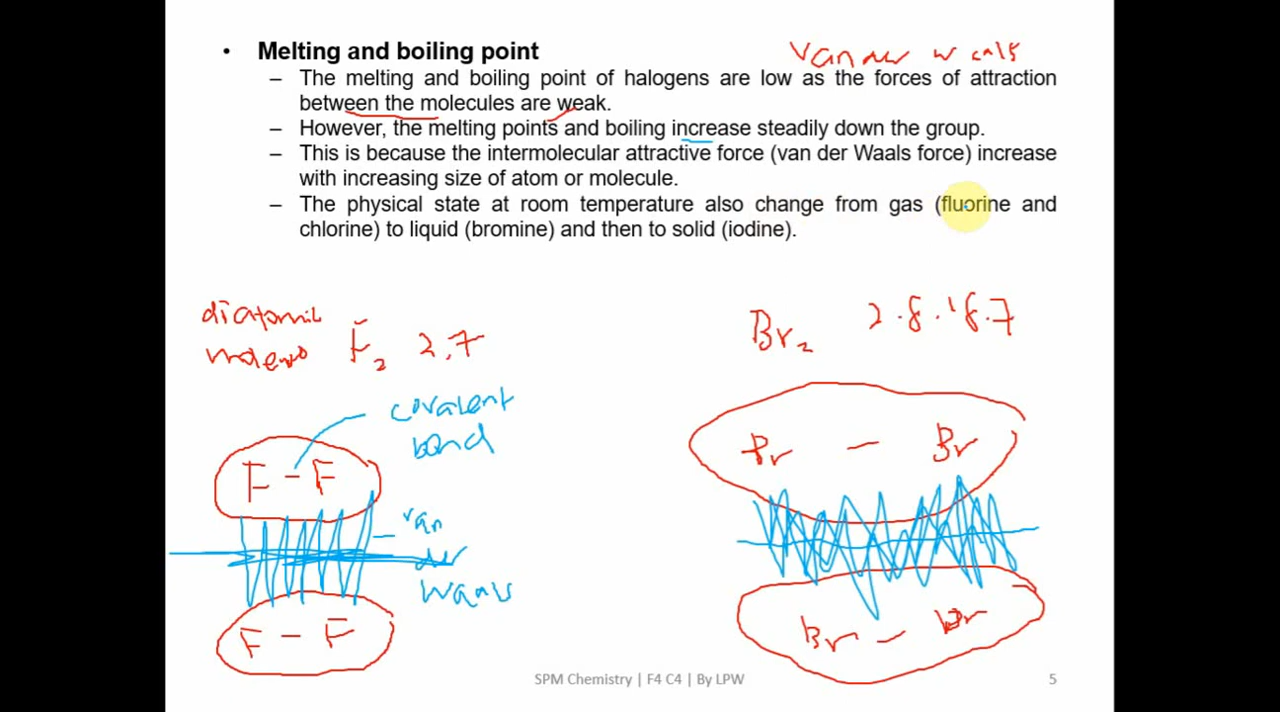 van der waals
• Melting and boiling point
– The melting and boiling point of halogens are low as the forces of attraction
between the molecules are weak.
– However, the melting points and boiling increase steadily down the group.
– This is because the intermolecular attractive force (van der Waals force) increase
with increasing size of atom or molecule.
– The physical state at room temperature also change from gas (fluorine and
chlorine) to liquid (bromine) and then to solid (iodine).
diatomic
F₂ 2.7
Br₂ 2.8.18.7
covalent
bond
F – F
Br – Br
van
der
waals
F – F
Br – Br
SPM Chemistry | F4 C4 | By LPW
5